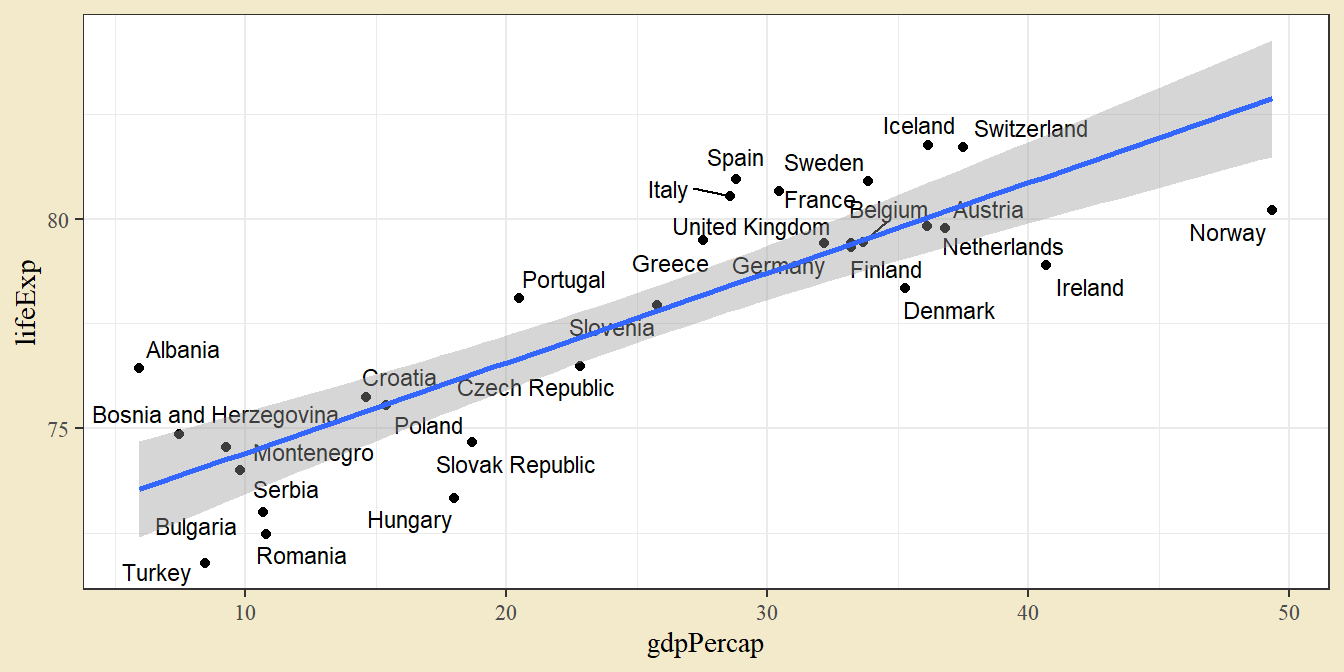 Iceland
Switzerland
Spain
Sweden
Italy
France
Belgium
Austria
United Kingdom
80
Norway
Netherlands
Greece
Germany
Finland
Portugal
Ireland
Denmark
lifeExp
Slovenia
Albania
Croatia
Czech Republic
Bosnia and Herzegovina
75
Poland
Montenegro
Slovak Republic
Serbia
Hungary
Bulgaria
Romania
Turkey
10
20
30
40
50
gdpPercap